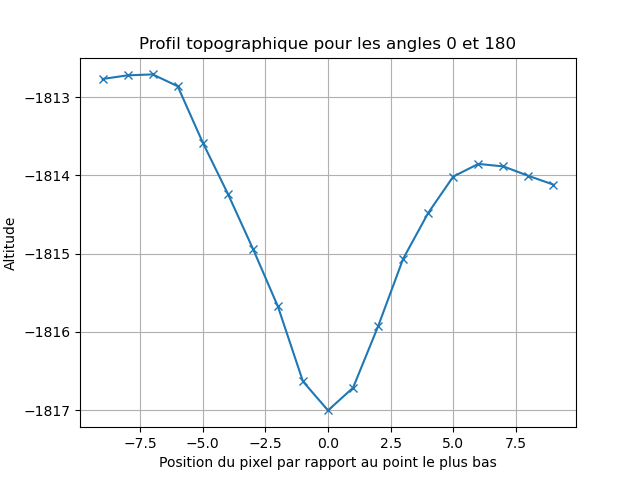 Profil topographique pour les angles 0 et 180
−1813
−1814
−1815
−1816
−1817
Altitude
−7.5 −5.0 −2.5 0.0 2.5 5.0 7.5
Position du pixel par rapport au point le plus bas